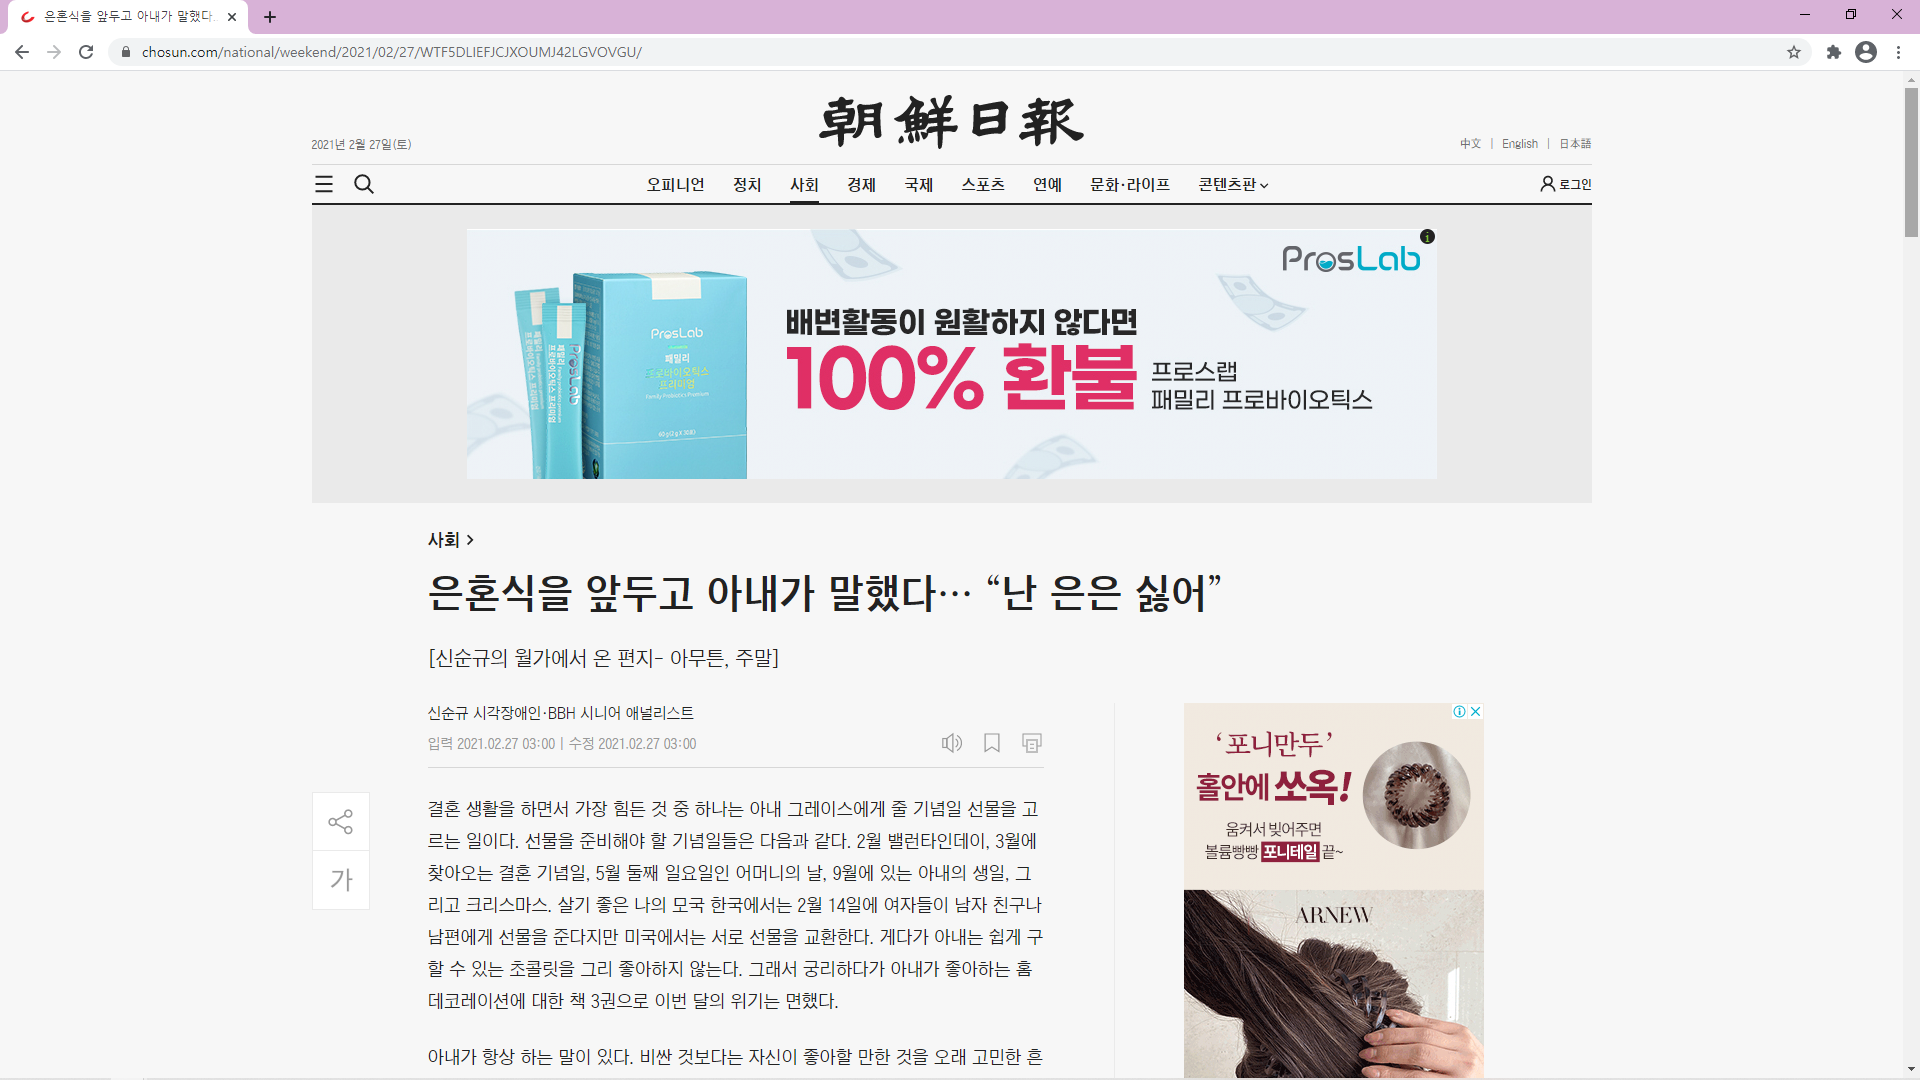 은혼식을 앞두고 아내가 말했다
chosun.com/national/weekend/2021/02/27/WTF5DLIEFJCJXOUMJ42LGVOVGU/
朝鮮日報
2021년 2월 27일(토)
中文 | English | 日本語
오피니언 정치 사회 경제 국제 스포츠 연예 문화·라이프 콘텐츠판
로그인
ProsLab
배변활동이 원활하지 않다면
100% 환불
프로스랩
패밀리 프로바이오틱스
ProsLab
패밀리
프로바이오틱스
프리미엄
Family Probiotics Premium
사회 >
은혼식을 앞두고 아내가 말했다… “난 은은 싫어”
[신순규의 월가에서 온 편지- 아무튼, 주말]
신순규 시각장애인·BBH 시니어 애널리스트
입력 2021.02.27 03:00 | 수정 2021.02.27 03:00
가
결혼 생활을 하면서 가장 힘든 것 중 하나는 아내 그레이스에게 줄 기념일 선물을 고
르는 일이다. 선물을 준비해야 할 기념일들은 다음과 같다. 2월 밸런타인데이, 3월에
찾아오는 결혼 기념일, 5월 둘째 일요일인 어머니의 날, 9월에 있는 아내의 생일, 그
리고 크리스마스. 살기 좋은 나의 모국 한국에서는 2월 14일에 여자들이 남자 친구나
남편에게 선물을 준다지만 미국에서는 서로 선물을 교환한다. 게다가 아내는 쉽게 구
할 수 있는 초콜릿을 그리 좋아하지 않는다. 그래서 궁리하다가 아내가 좋아하는 홈
데코레이션에 대한 책 3권으로 이번 달의 위기는 면했다.
아내가 항상 하는 말이 있다. 비싼 것보다는 자신이 좋아할 만한 것을 오래 고민한 흔
‘포니만두’
홀안에 쏘옥!
움켜서 빚어주면
볼륨빵빵 포니테일 끝~
ARNEW